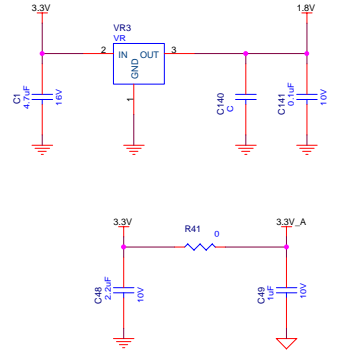 3.3V
1.8V
VR3
VR
2
IN
OUT
3
GND
1
C1
4.7uF
16V
C140
C
C141
0.1uF
10V
3.3V
R41
0
3.3V_A
C48
2.2uF
10V
C49
1uF
10V